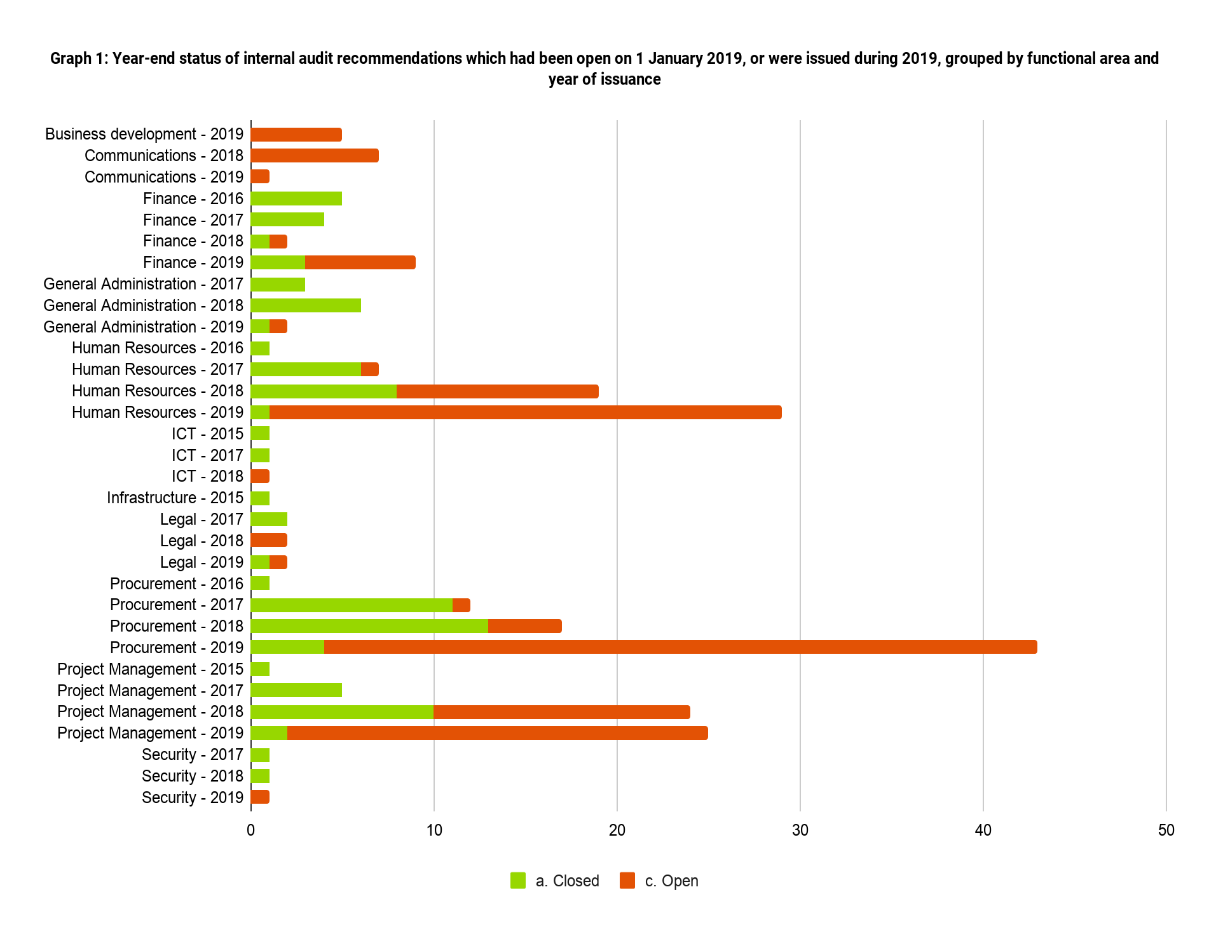 Graph 1: Year-end status of internal audit recommendations which had been open on 1 January 2019, or were issued during 2019, grouped by functional area and
year of issuance
Business development - 2019
Communications - 2018
Communications - 2019
Finance - 2016
Finance - 2017
Finance - 2018
Finance - 2019
General Administration - 2017
General Administration - 2018
General Administration - 2019
Human Resources - 2016
Human Resources - 2017
Human Resources - 2018
Human Resources - 2019
ICT - 2015
ICT - 2017
ICT - 2018
Infrastructure - 2015
Legal - 2017
Legal - 2018
Legal - 2019
Procurement - 2016
Procurement - 2017
Procurement - 2018
Procurement - 2019
Project Management - 2015
Project Management - 2017
Project Management - 2018
Project Management - 2019
Security - 2017
Security - 2018
Security - 2019
0 10 20 30 40 50
a. Closed c. Open